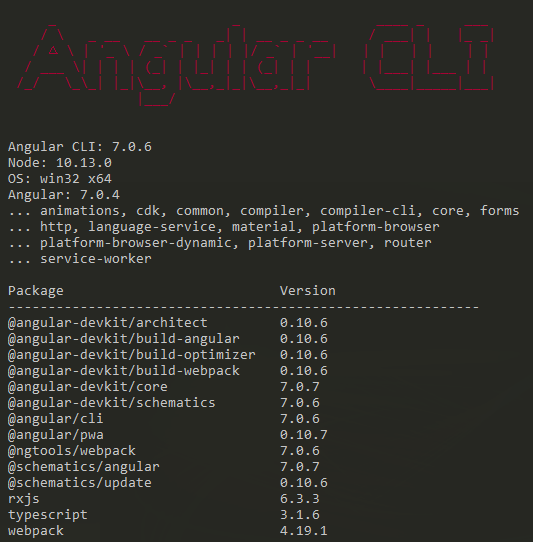 Angular CLI
Angular CLI: 7.0.6
Node: 10.13.0
OS: win32 x64
Angular: 7.0.4
... animations, cdk, common, compiler, compiler-cli, core, forms
... http, language-service, material, platform-browser
... platform-browser-dynamic, platform-server, router
... service-worker
Package Version
-----------------------------------------------------------
@angular-devkit/architect 0.10.6
@angular-devkit/build-angular 0.10.6
@angular-devkit/build-optimizer 0.10.6
@angular-devkit/build-webpack 0.10.6
@angular-devkit/core 7.0.7
@angular-devkit/schematics 7.0.6
@angular/cli 7.0.6
@angular/pwa 0.10.7
@ngtools/webpack 7.0.6
@schematics/angular 7.0.7
@schematics/update 0.10.6
rxjs 6.3.3
typescript 3.1.6
webpack 4.19.1